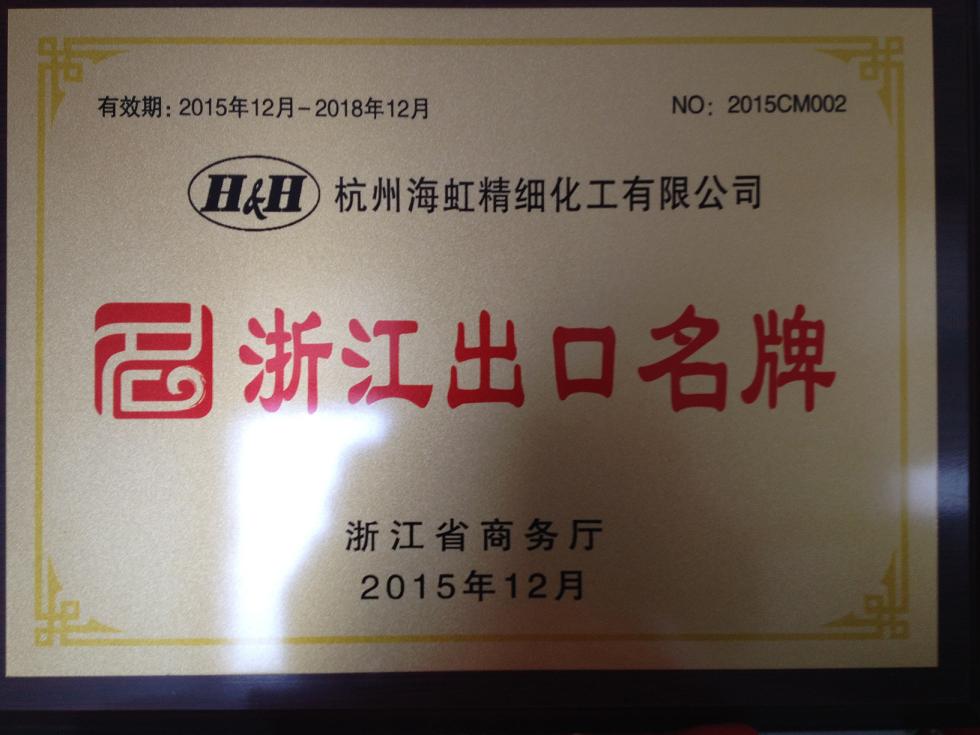 有效期：2015年12月－2018年12月 NO：2015CM002
H&H 杭州海虹精细化工有限公司
浙江出口名牌
浙江省商务厅
2015年12月